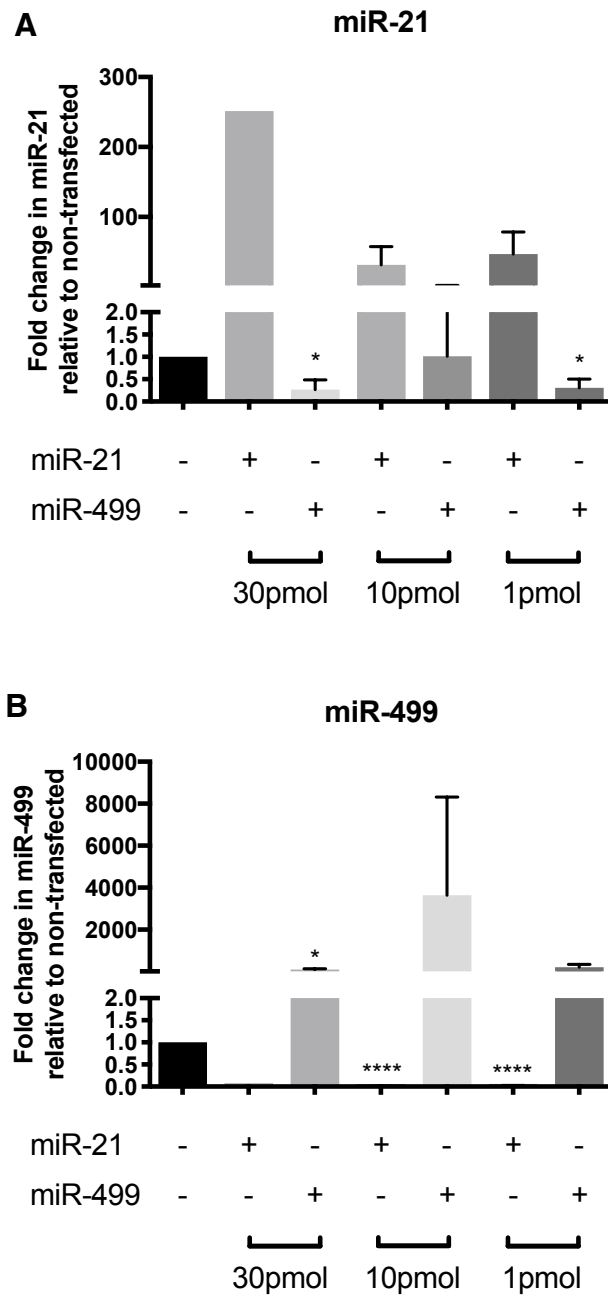 A
miR-21
Fold change in miR-21
relative to non-transfected
300
200
100
2.0
1.5
1.0
0.5
0.0
*
*
miR-21 - + - + - + -
miR-499 - - + - + - +
30pmol 10pmol 1pmol
B
miR-499
Fold change in miR-499
relative to non-transfected
10000
8000
6000
4000
2000
2.0
1.5
1.0
0.5
0.0
*
**** ****
miR-21 - + - + - + -
miR-499 - - + - + - +
30pmol 10pmol 1pmol